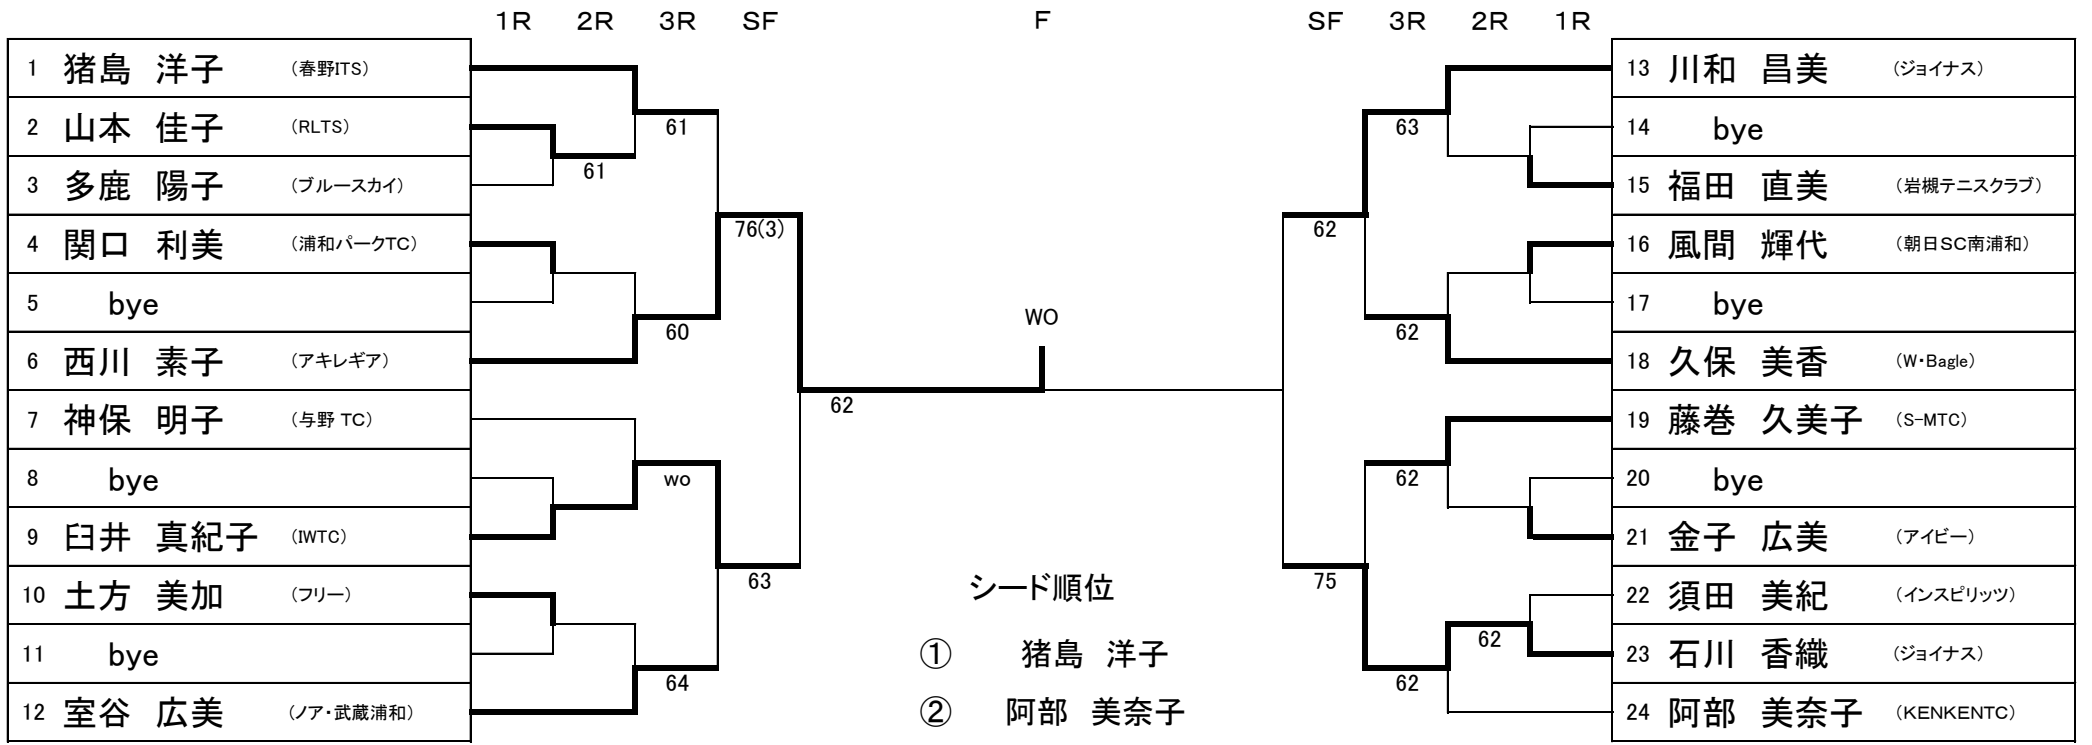 1R 2R 3R SF F SF 3R 2R 1R
1 猪島 洋子 (春野ITS)
2 山本 佳子 (RLTS)
3 多鹿 陽子 (ブルースカイ)
4 関口 利美 (浦和パークTC)
5 bye
6 西川 素子 (アキレギア)
7 神保 明子 (与野 TC)
8 bye
9 臼井 真紀子 (IWTC)
10 土方 美加 (フリー)
11 bye
12 室谷 広美 (ノア・武蔵浦和)
61
61
76(3)
60
62
wo
63
64
WO
シード順位
① 猪島 洋子
② 阿部 美奈子
63
62
62
62
75
62
62
13 川和 昌美 (ジョイナス)
14 bye
15 福田 直美 (岩槻テニスクラブ)
16 風間 輝代 (朝日SC南浦和)
17 bye
18 久保 美香 (W・Bagle)
19 藤巻 久美子 (S-MTC)
20 bye
21 金子 広美 (アイビー)
22 須田 美紀 (インスピリッツ)
23 石川 香織 (ジョイナス)
24 阿部 美奈子 (KENKENTC)